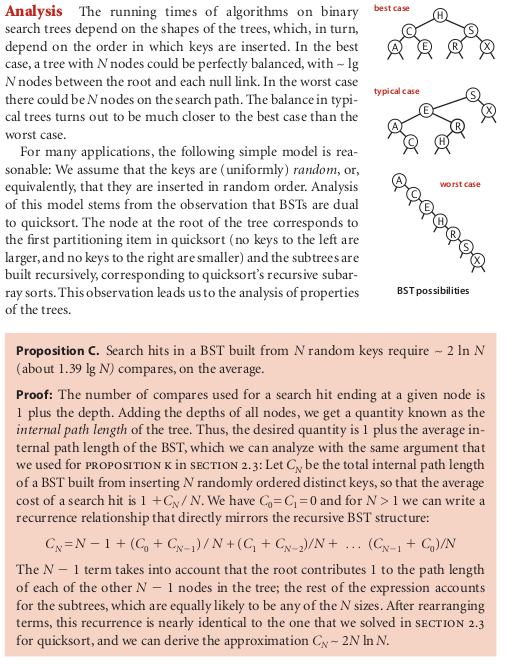 Analysis The running times of algorithms on binary
search trees depend on the shapes of the trees, which, in turn,
depend on the order in which keys are inserted. In the best
case, a tree with N nodes could be perfectly balanced, with ~ lg
N nodes between the root and each null link. In the worst case
there could be N nodes on the search path. The balance in typi-
cal trees turns out to be much closer to the best case than the
worst case.
For many applications, the following simple model is rea-
sonable: We assume that the keys are (uniformly) random, or,
equivalently, that they are inserted in random order. Analysis
of this model stems from the observation that BSTs are dual
to quicksort. The node at the root of the tree corresponds to
the first partitioning item in quicksort (no keys to the left are
larger, and no keys to the right are smaller) and the subtrees are
built recursively, corresponding to quicksort's recursive subar-
ray sorts. This observation leads us to the analysis of properties
of the trees.
best case
H
C S
A E R X
typical case
S
E X
A R
C H
worst case
A
C
E
H
R
S
X
BST possibilities
Proposition C. Search hits in a BST built from N random keys require ~ 2 ln N
(about 1.39 lg N) compares, on the average.
Proof: The number of compares used for a search hit ending at a given node is
1 plus the depth. Adding the depths of all nodes, we get a quantity known as the
internal path length of the tree. Thus, the desired quantity is 1 plus the average in-
ternal path length of the BST, which we can analyze with the same argument that
we used for PROPOSITION K in SECTION 2.3: Let C_N be the total internal path length
of a BST built from inserting N randomly ordered distinct keys, so that the average
cost of a search hit is 1 + C_N / N. We have C_0 = C_1 = 0 and for N > 1 we can write a
recurrence relationship that directly mirrors the recursive BST structure:
C_N = N − 1 + (C_0 + C_{N−1}) / N + (C_1 + C_{N−2})/N + . . . (C_{N−1} + C_0)/N
The N − 1 term takes into account that the root contributes 1 to the path length
of each of the other N − 1 nodes in the tree; the rest of the expression accounts
for the subtrees, which are equally likely to be any of the N sizes. After rearranging
terms, this recurrence is nearly identical to the one that we solved in SECTION 2.3
for quicksort, and we can derive the approximation C_N ~ 2N ln N.